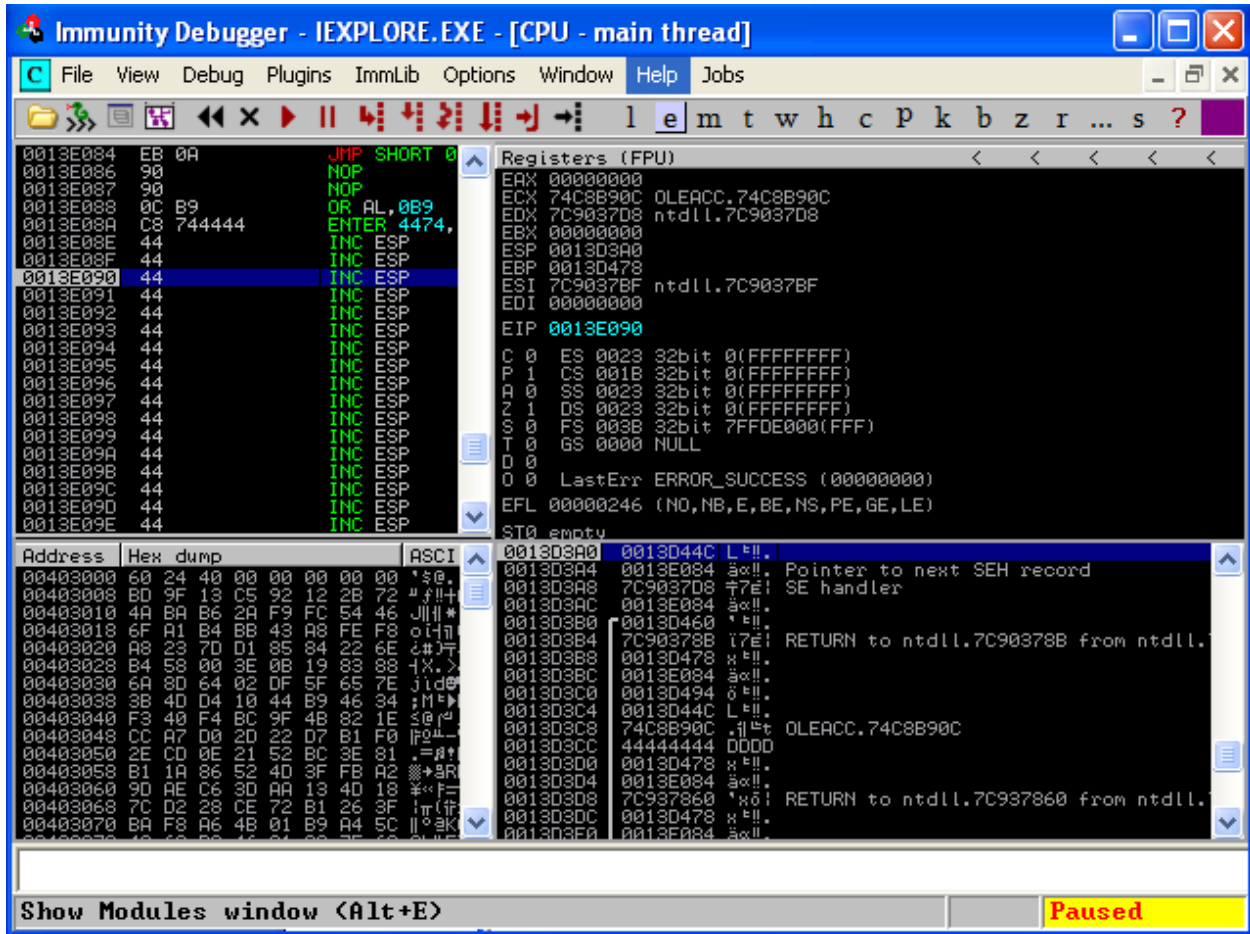 Immunity Debugger - IEXPLORE.EXE - [CPU - main thread]
C File View Debug Plugins ImmLib Options Window Help Jobs
l e m t w h c P k b z r ... s ?
0013E084 EB 0A JMP SHORT 0
0013E086 90 NOP
0013E087 90 NOP
0013E088 0C B9 OR AL,0B9
0013E08A C8 744444 ENTER 4474,
0013E08E 44 INC ESP
0013E08F 44 INC ESP
0013E090 44 INC ESP
0013E091 44 INC ESP
0013E092 44 INC ESP
0013E093 44 INC ESP
0013E094 44 INC ESP
0013E095 44 INC ESP
0013E096 44 INC ESP
0013E097 44 INC ESP
0013E098 44 INC ESP
0013E099 44 INC ESP
0013E09A 44 INC ESP
0013E09B 44 INC ESP
0013E09C 44 INC ESP
0013E09D 44 INC ESP
0013E09E 44 INC ESP
Registers (FPU) < < < < <
EAX 00000000
ECX 74C8B90C OLEACC.74C8B90C
EDX 7C9037D8 ntdll.7C9037D8
EBX 00000000
ESP 0013D3A0
EBP 0013D478
ESI 7C9037BF ntdll.7C9037BF
EDI 00000000
EIP 0013E090
C 0 ES 0023 32bit 0(FFFFFFFF)
P 1 CS 001B 32bit 0(FFFFFFFF)
A 0 SS 0023 32bit 0(FFFFFFFF)
Z 1 DS 0023 32bit 0(FFFFFFFF)
S 0 FS 003B 32bit 7FFDE000(FFF)
T 0 GS 0000 NULL
D 0
O 0 LastErr ERROR_SUCCESS (00000000)
EFL 00000246 (NO,NB,E,BE,NS,PE,GE,LE)
ST0 empty
Address Hex dump ASCI
00403000 60 24 40 00 00 00 00 00
00403008 BD 9F 13 C5 92 12 2B 72
00403010 4A BA B6 2A F9 FC 54 46
00403018 6F A1 B4 BB 43 A8 FE F8
00403020 A8 23 7D D1 85 84 22 6E
00403028 B4 58 00 3E 0B 19 83 88
00403030 6A 8D 64 02 DF 5F 65 7E
00403038 3B 4D D4 10 44 B9 46 34
00403040 F3 40 F4 BC 9F 4B 82 1E
00403048 CC A7 D0 2D 22 D7 B1 F0
00403050 2E CD 0E 21 52 BC 3E 81
00403058 B1 1A 86 52 4D 3F FB A2
00403060 9D AE C6 3D AA 13 4D 18
00403068 7C D2 28 CE 72 B1 26 3F
00403070 BA F8 A6 4B 01 B9 A4 5C
0013D3A0 0013D44C
0013D3A4 0013E084 Pointer to next SEH record
0013D3A8 7C9037D8 SE handler
0013D3AC 0013E084
0013D3B0 0013D460
0013D3B4 7C90378B RETURN to ntdll.7C90378B from ntdll.
0013D3B8 0013D478
0013D3BC 0013E084
0013D3C0 0013D494
0013D3C4 0013D44C
0013D3C8 74C8B90C OLEACC.74C8B90C
0013D3CC 44444444 DDDD
0013D3D0 0013D478
0013D3D4 0013E084
0013D3D8 7C937860 RETURN to ntdll.7C937860 from ntdll.
0013D3DC 0013D478
0013D3E0 0013E084
Show Modules window (Alt+E)
Paused